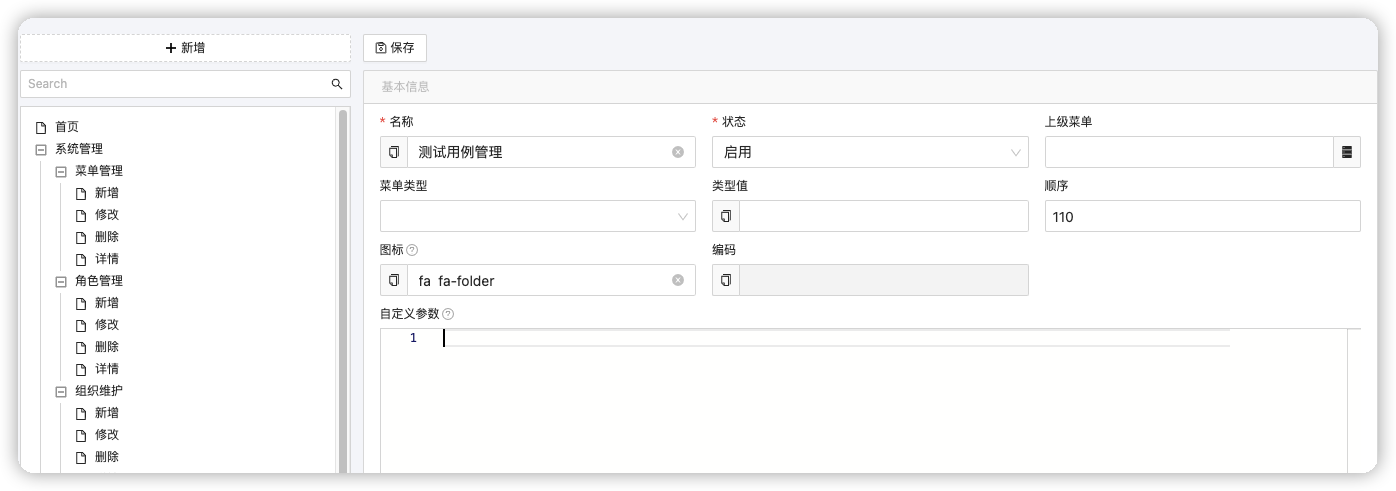 新增
保存
Search
首页
系统管理
菜单管理
新增
修改
删除
详情
角色管理
新增
修改
删除
详情
组织维护
新增
修改
删除
基本信息
* 名称
* 状态
上级菜单
测试用例管理
启用
菜单类型
类型值
顺序
110
图标
编码
fa fa-folder
自定义参数
1